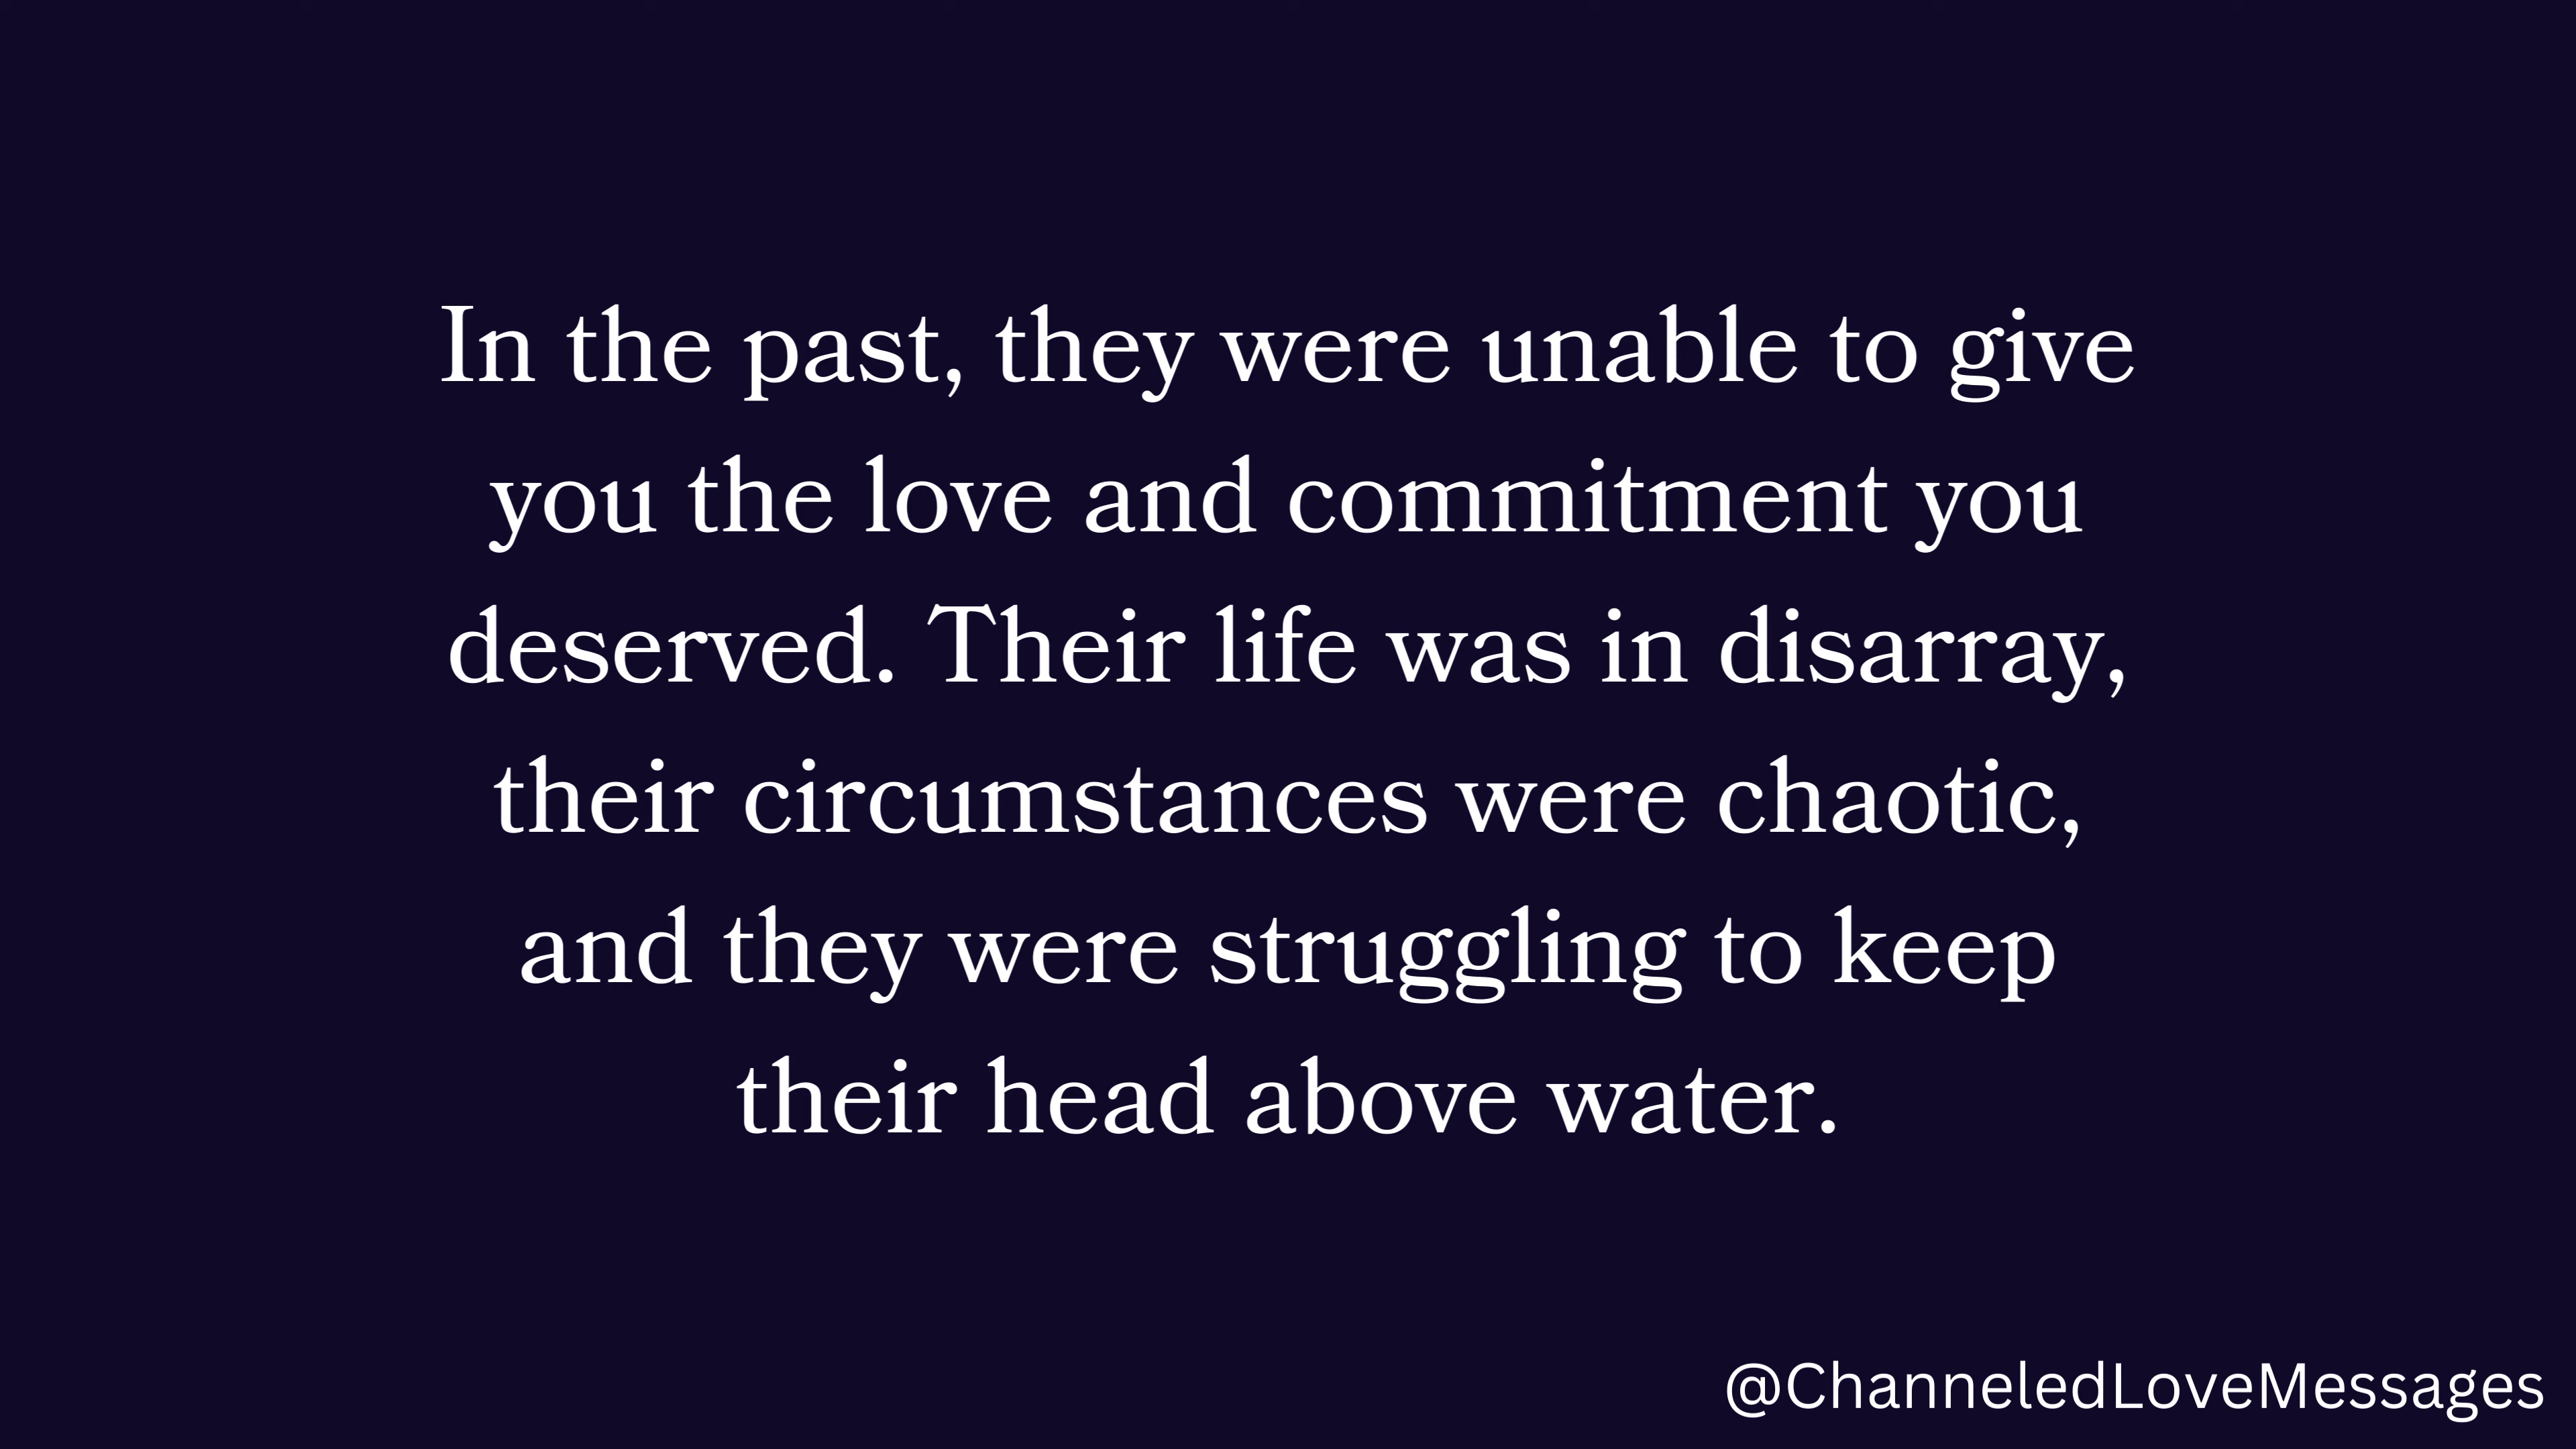 In the past, they were unable to give
you the love and commitment you
deserved. Their life was in disarray,
their circumstances were chaotic,
and they were struggling to keep
their head above water.
@ChanneledLoveMessages